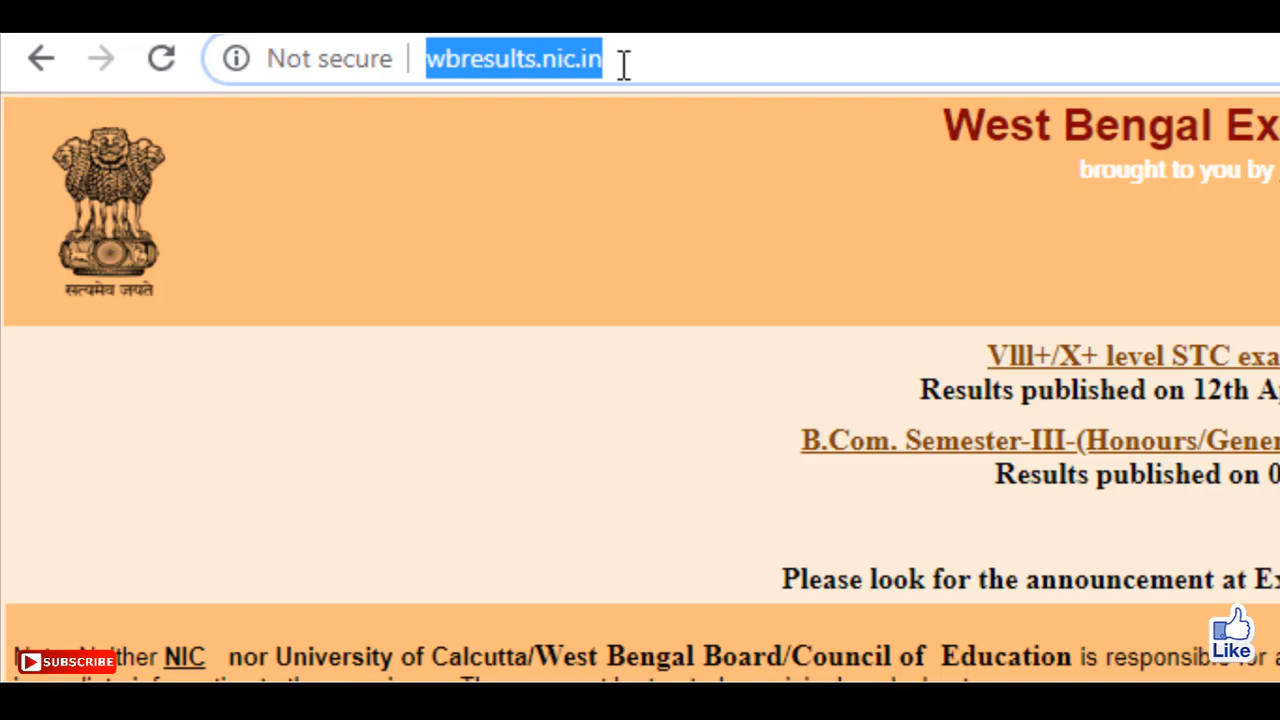 Not secure | wbresults.nic.in
West Bengal Ex
brought to you by
सत्यमेव जयते
VIII+/X+ level STC exa
Results published on 12th Ap
B.Com. Semester-III-(Honours/Gener
Results published on 0
Please look for the announcement at Ex
NIC nor University of Calcutta/West Bengal Board/Council of Education is responsible for a
SUBSCRIBE
Like